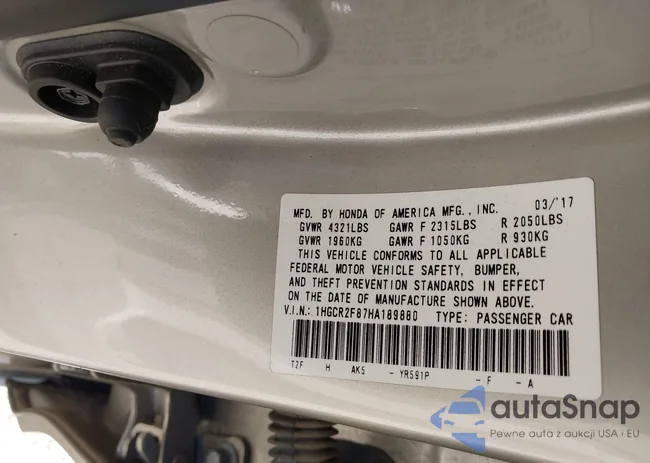 MFD. BY HONDA OF AMERICA MFG., INC. 03/'17
GVWR 4321LBS GAWR F 2315LBS R 2050LBS
GVWR 1960KG GAWR F 1050KG R 930KG
THIS VEHICLE CONFORMS TO ALL APPLICABLE
FEDERAL MOTOR VEHICLE SAFETY, BUMPER,
AND THEFT PREVENTION STANDARDS IN EFFECT
ON THE DATE OF MANUFACTURE SHOWN ABOVE.
V.I.N.: 1HGCR2F87HA189880 TYPE: PASSENGER CAR
T2F H AK5 - YR591P - F - A
autaSnap
Pewne auta z aukcji USA i EU